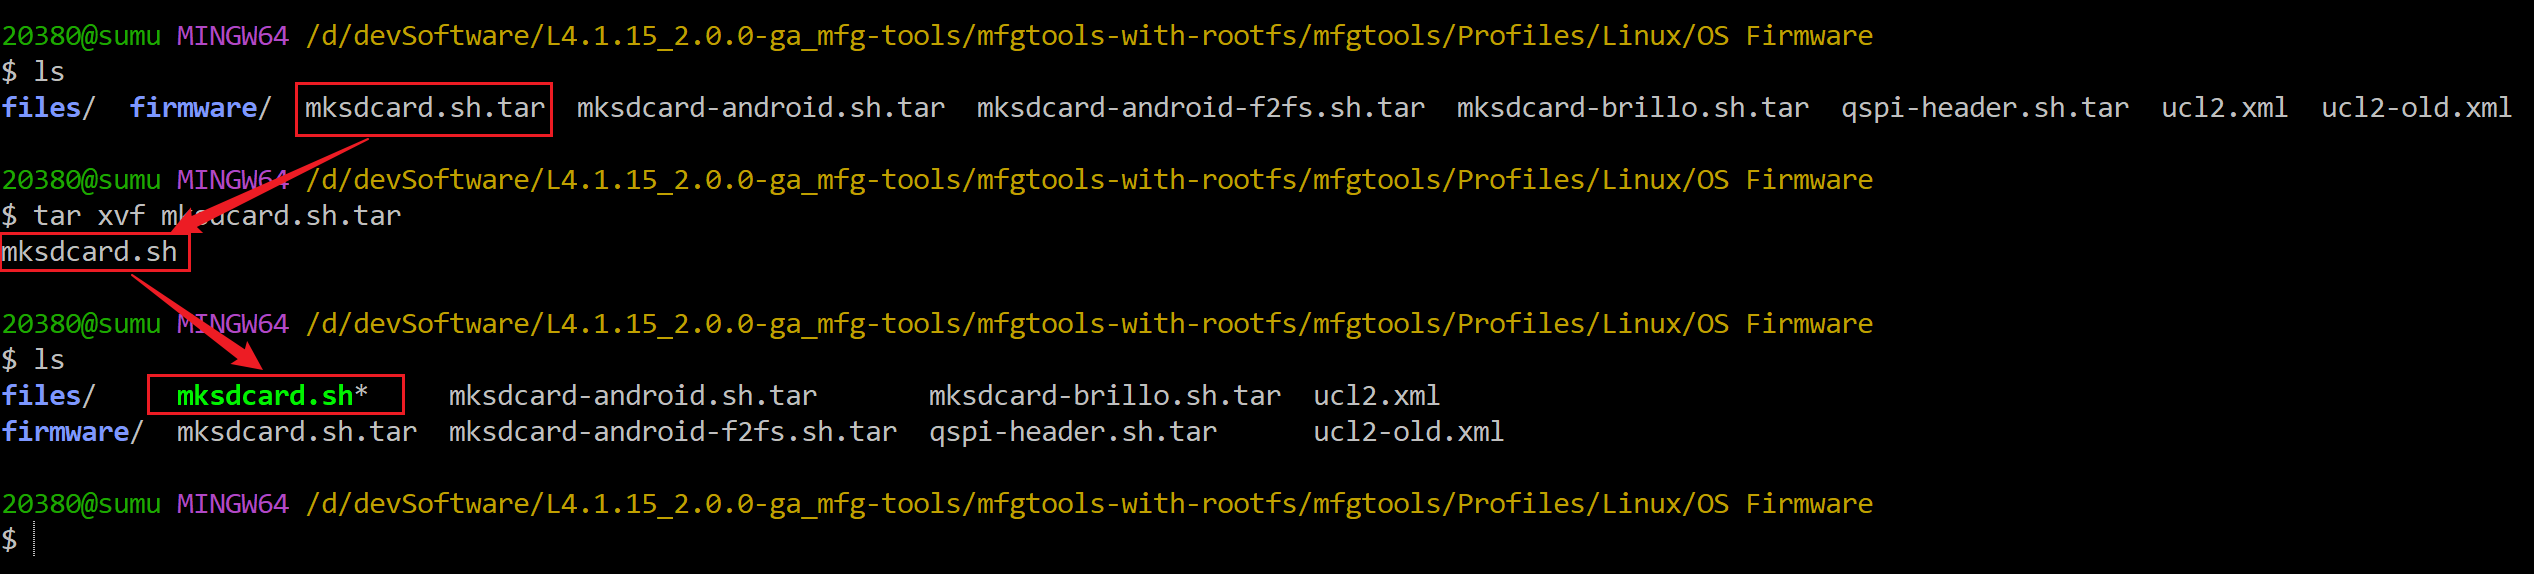 20380@sumu MINGW64 /d/devSoftware/L4.1.15_2.0.0-ga_mfg-tools/mfgtools-with-rootfs/mfgtools/Profiles/Linux/OS Firmware
$ ls
files/  firmware/  mksdcard.sh.tar  mksdcard-android.sh.tar  mksdcard-android-f2fs.sh.tar  mksdcard-brillo.sh.tar  qspi-header.sh.tar  ucl2.xml  ucl2-old.xml
20380@sumu MINGW64 /d/devSoftware/L4.1.15_2.0.0-ga_mfg-tools/mfgtools-with-rootfs/mfgtools/Profiles/Linux/OS Firmware
$ tar xvf mksdcard.sh.tar
mksdcard.sh
20380@sumu MINGW64 /d/devSoftware/L4.1.15_2.0.0-ga_mfg-tools/mfgtools-with-rootfs/mfgtools/Profiles/Linux/OS Firmware
$ ls
files/     mksdcard.sh*     mksdcard-android.sh.tar       mksdcard-brillo.sh.tar  ucl2.xml
firmware/  mksdcard.sh.tar  mksdcard-android-f2fs.sh.tar  qspi-header.sh.tar      ucl2-old.xml
20380@sumu MINGW64 /d/devSoftware/L4.1.15_2.0.0-ga_mfg-tools/mfgtools-with-rootfs/mfgtools/Profiles/Linux/OS Firmware
$